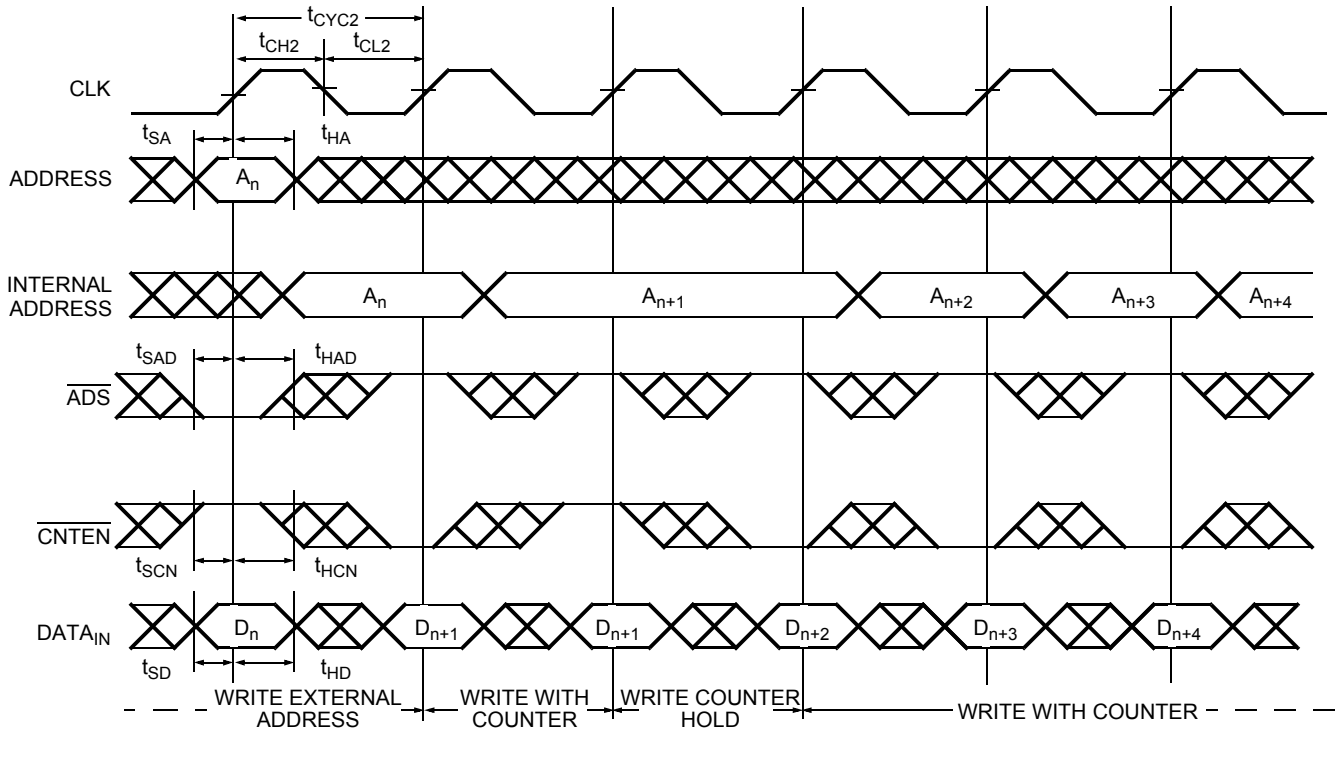 tCYC2
tCH2 tCL2
CLK
tSA tHA
ADDRESS An
INTERNAL
ADDRESS An An+1 An+2 An+3 An+4
tSAD tHAD
ADS
CNTEN
tSCN tHCN
DATAIN Dn Dn+1 Dn+1 Dn+2 Dn+3 Dn+4
tSD tHD
WRITE EXTERNAL
ADDRESS
WRITE WITH
COUNTER
WRITE COUNTER
HOLD
WRITE WITH COUNTER